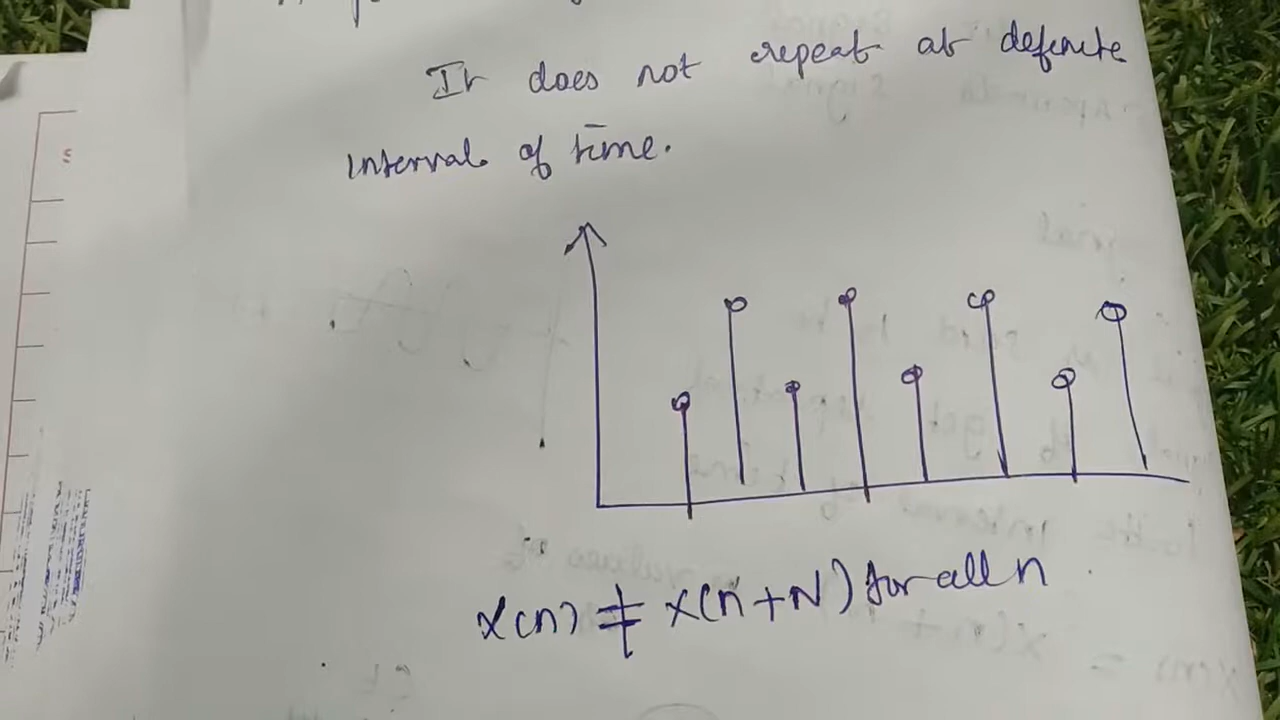 It does not repeat at definite
interval of time.
x(n) ≠ x(n+N) for all n